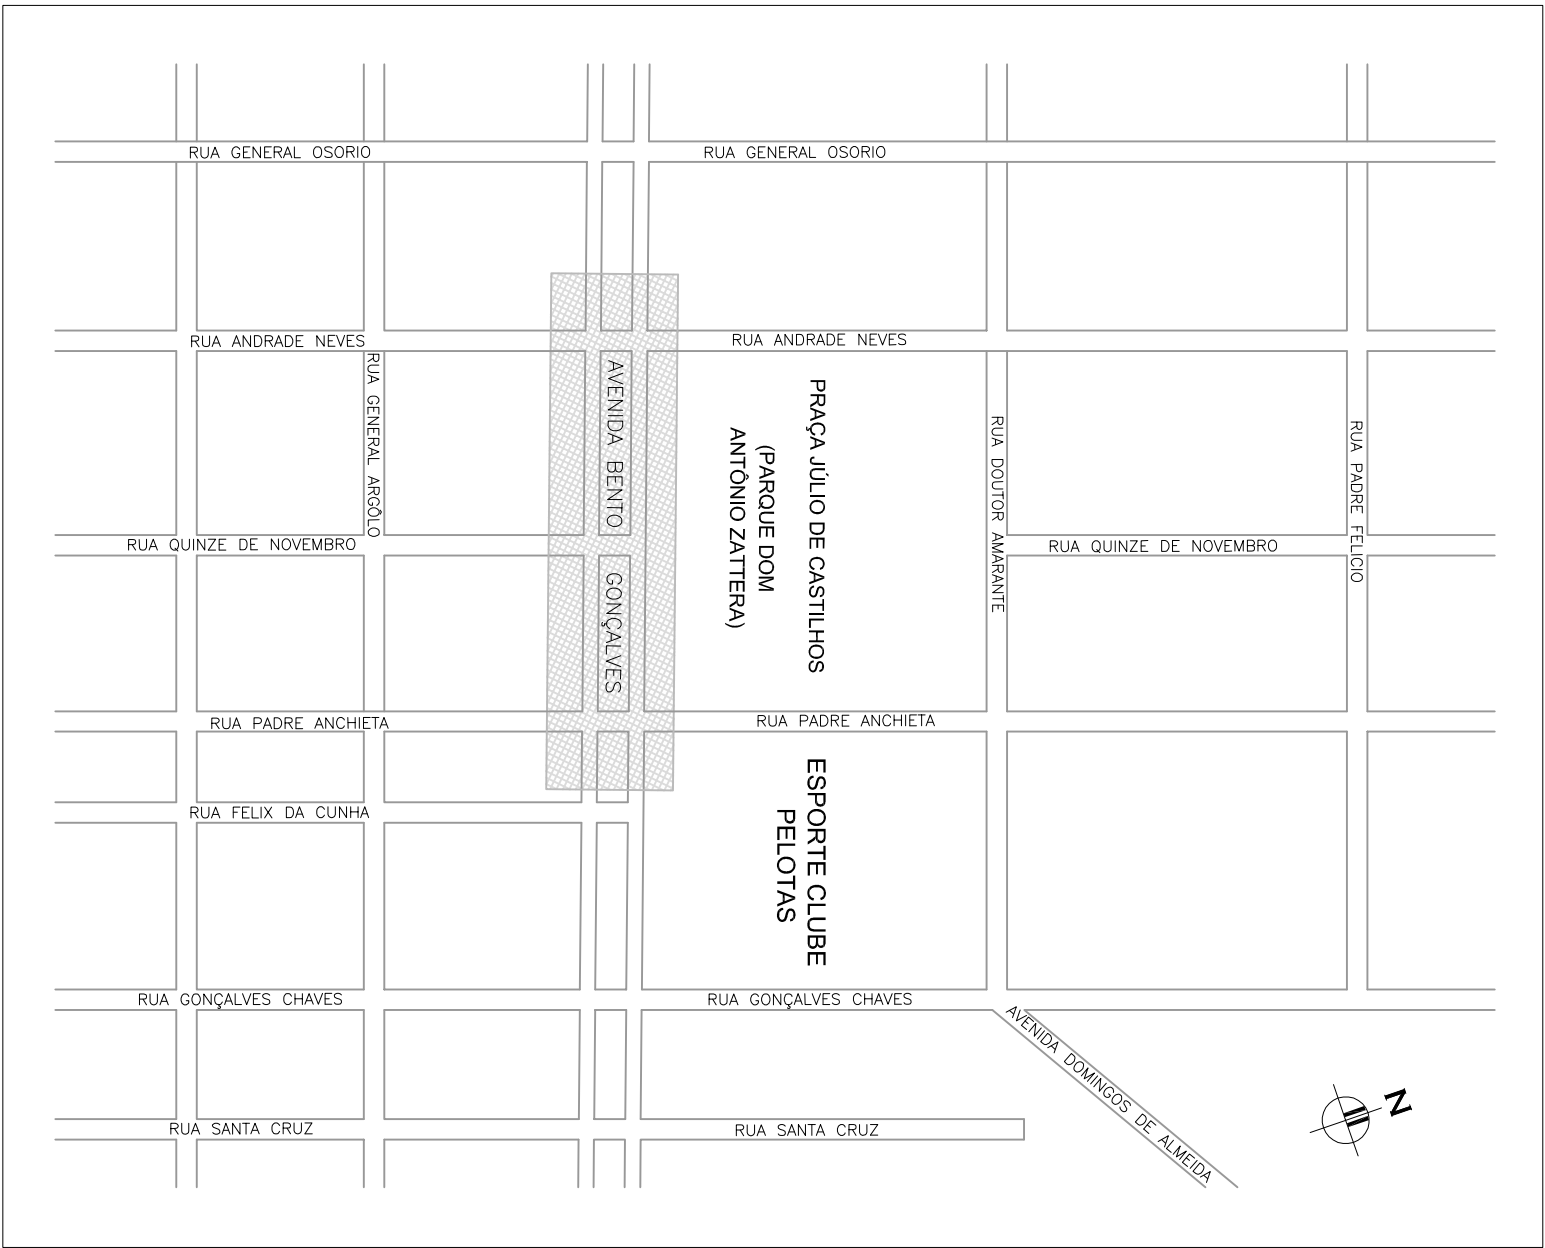 RUA GENERAL OSORIO
RUA GENERAL OSORIO
RUA ANDRADE NEVES
RUA ANDRADE NEVES
RUA GENERAL ARGÔLO
AVENIDA BENTO
GONÇALVES
PRAÇA JÚLIO DE CASTILHOS
(PARQUE DOM
ANTÔNIO ZATTERA)
RUA DOUTOR AMARANTE
RUA PADRE FELICIO
RUA QUINZE DE NOVEMBRO
RUA QUINZE DE NOVEMBRO
RUA PADRE ANCHIETA
RUA PADRE ANCHIETA
RUA FELIX DA CUNHA
ESPORTE CLUBE
PELOTAS
RUA GONÇALVES CHAVES
RUA GONÇALVES CHAVES
AVENIDA DOMINGOS DE ALMEIDA
RUA SANTA CRUZ
RUA SANTA CRUZ
N